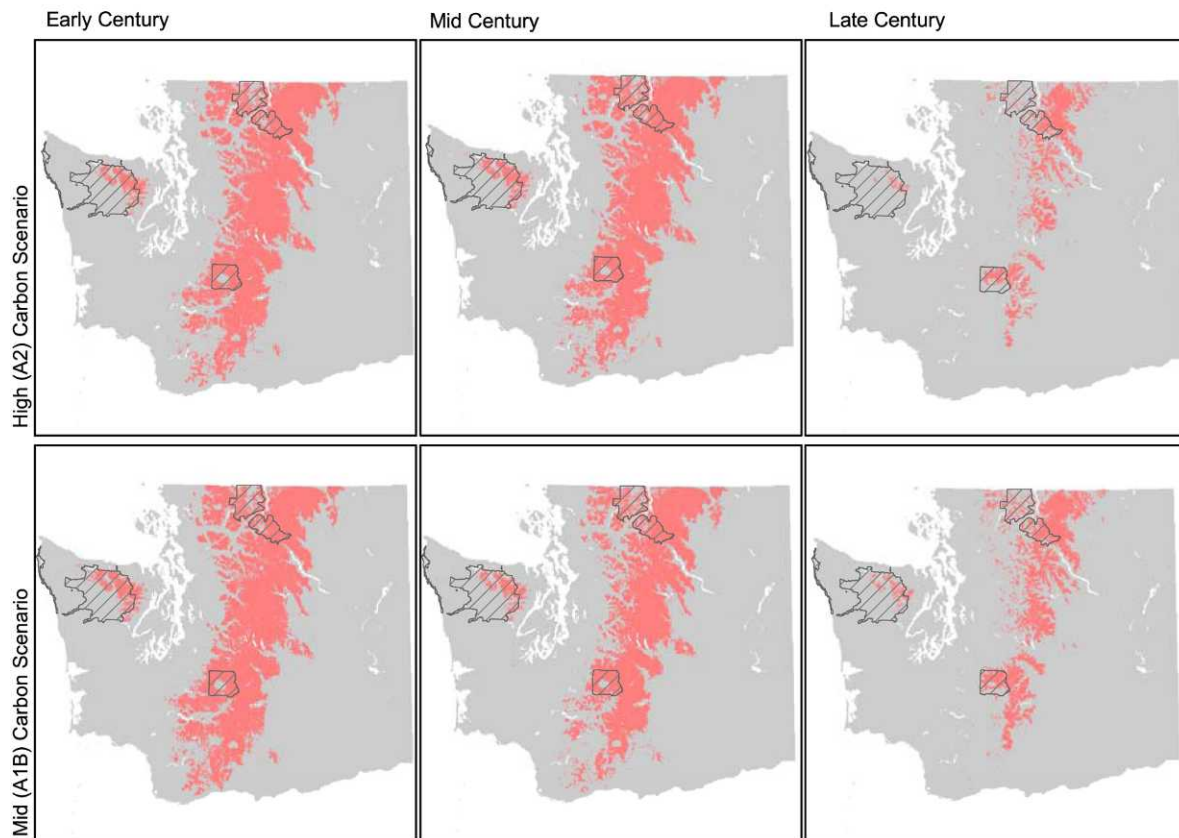 Early Century
Mid Century
Late Century
High (A2) Carbon Scenario
Mid (A1B) Carbon Scenario